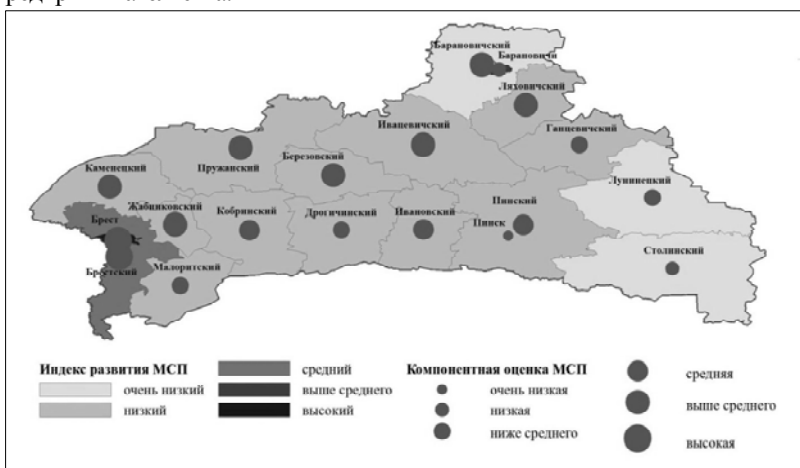 Барановичский
Барановичи
Ляховичский
Ивацевичский
Ганцевичский
Пружанский
Березовский
Каменецкий
Лунинецкий
Жабинковский
Пинский
Брест
Кобринский
Дрогичинский
Ивановский
Пинск
Столинский
Брестский
Малоритский
Индекс развития МСП
очень низкий
низкий
средний
выше среднего
высокий
Компонентная оценка МСП
очень низкая
низкая
ниже среднего
средняя
выше среднего
высокая